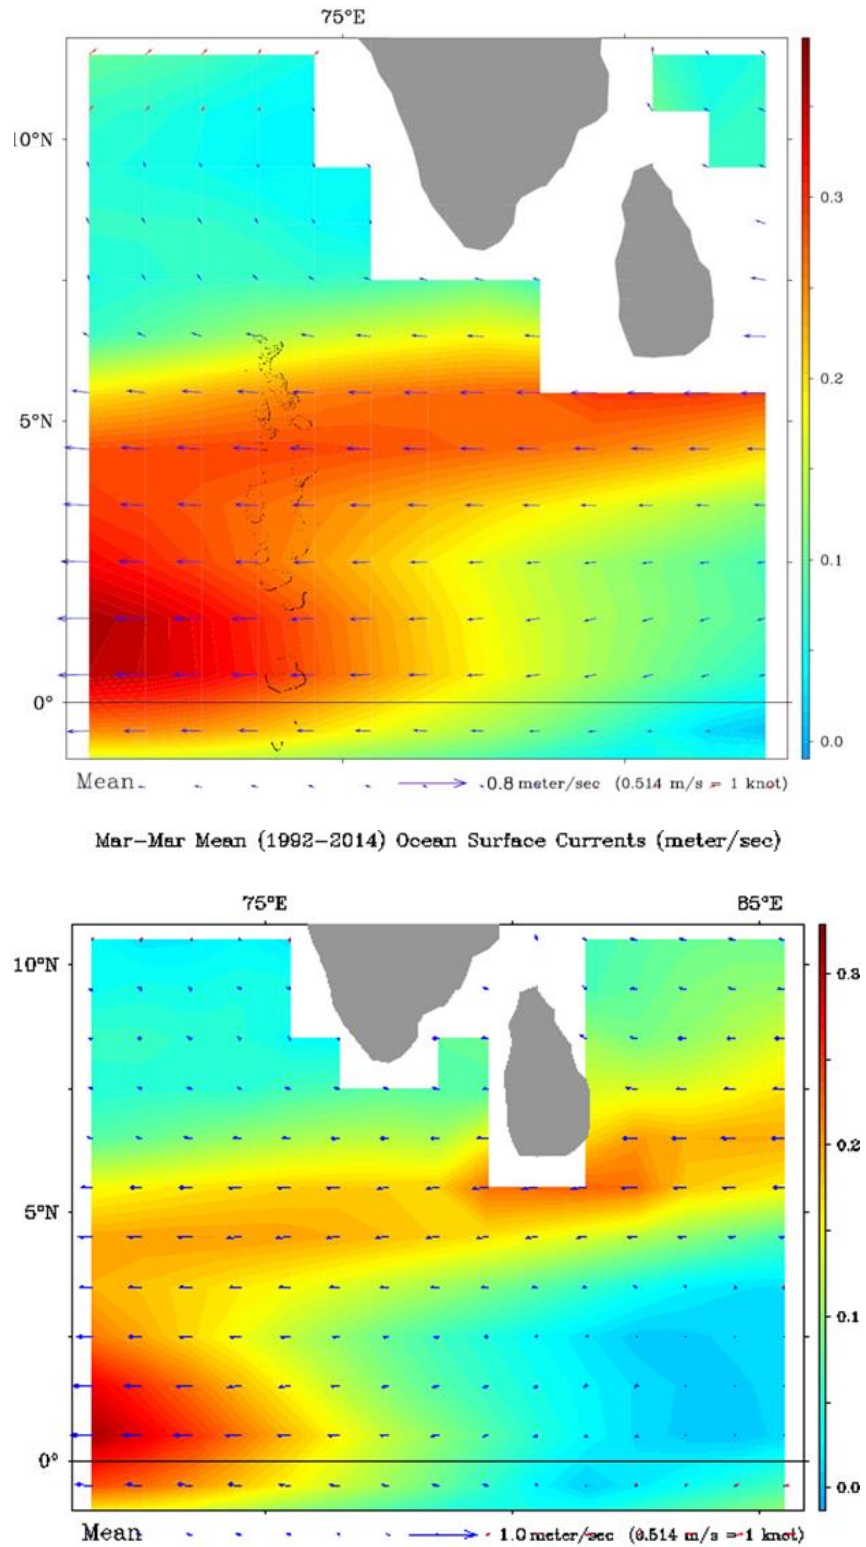 75°E
10°N
0.3
0.2
5°N
0.1
0°
0.0
Mean
0.8 meter/sec (0.514 m/s = 1 knot)
Mar-Mar Mean (1992-2014) Ocean Surface Currents (meter/sec)
75°E 85°E
10°N
0.3
0.2
5°N
0.1
0°
0.0
Mean
1.0 meter/sec (0.514 m/s = 1 knot)